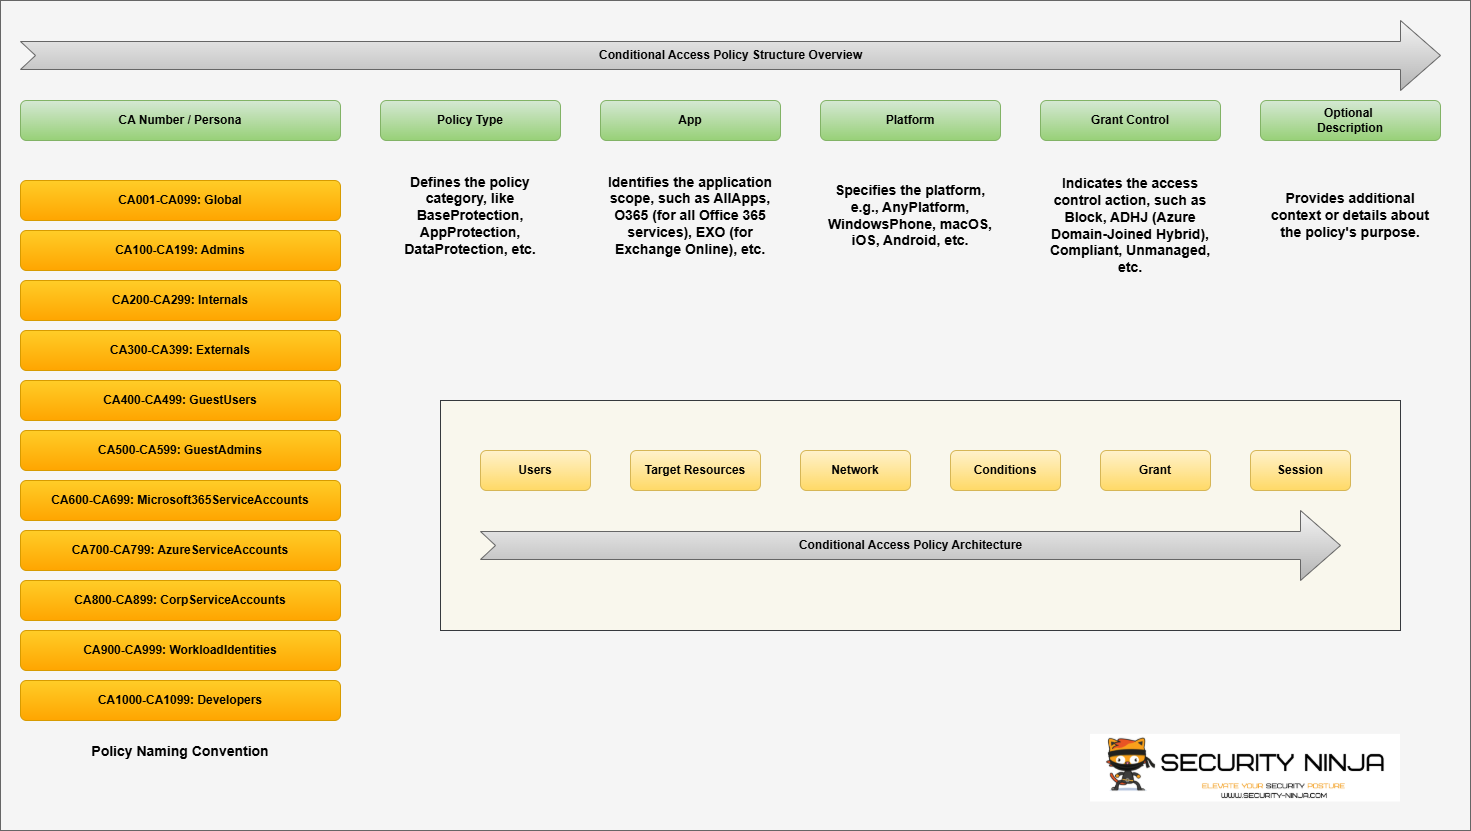 Conditional Access Policy Structure Overview
CA Number / Persona
Policy Type
App
Platform
Grant Control
Optional
Description
CA001-CA099: Global
CA100-CA199: Admins
CA200-CA299: Internals
CA300-CA399: Externals
CA400-CA499: GuestUsers
CA500-CA599: GuestAdmins
CA600-CA699: Microsoft365ServiceAccounts
CA700-CA799: AzureServiceAccounts
CA800-CA899: CorpServiceAccounts
CA900-CA999: WorkloadIdentities
CA1000-CA1099: Developers
Policy Naming Convention
Defines the policy
category, like
BaseProtection,
AppProtection,
DataProtection, etc.
Identifies the application
scope, such as AllApps,
O365 (for all Office 365
services), EXO (for
Exchange Online), etc.
Specifies the platform,
e.g., AnyPlatform,
WindowsPhone, macOS,
iOS, Android, etc.
Indicates the access
control action, such as
Block, ADHJ (Azure
Domain-Joined Hybrid),
Compliant, Unmanaged,
etc.
Provides additional
context or details about
the policy's purpose.
Users
Target Resources
Network
Conditions
Grant
Session
Conditional Access Policy Architecture
SECURITY NINJA
ELEVATE YOUR SECURITY POSTURE
WWW.SECURITY-NINJA.COM